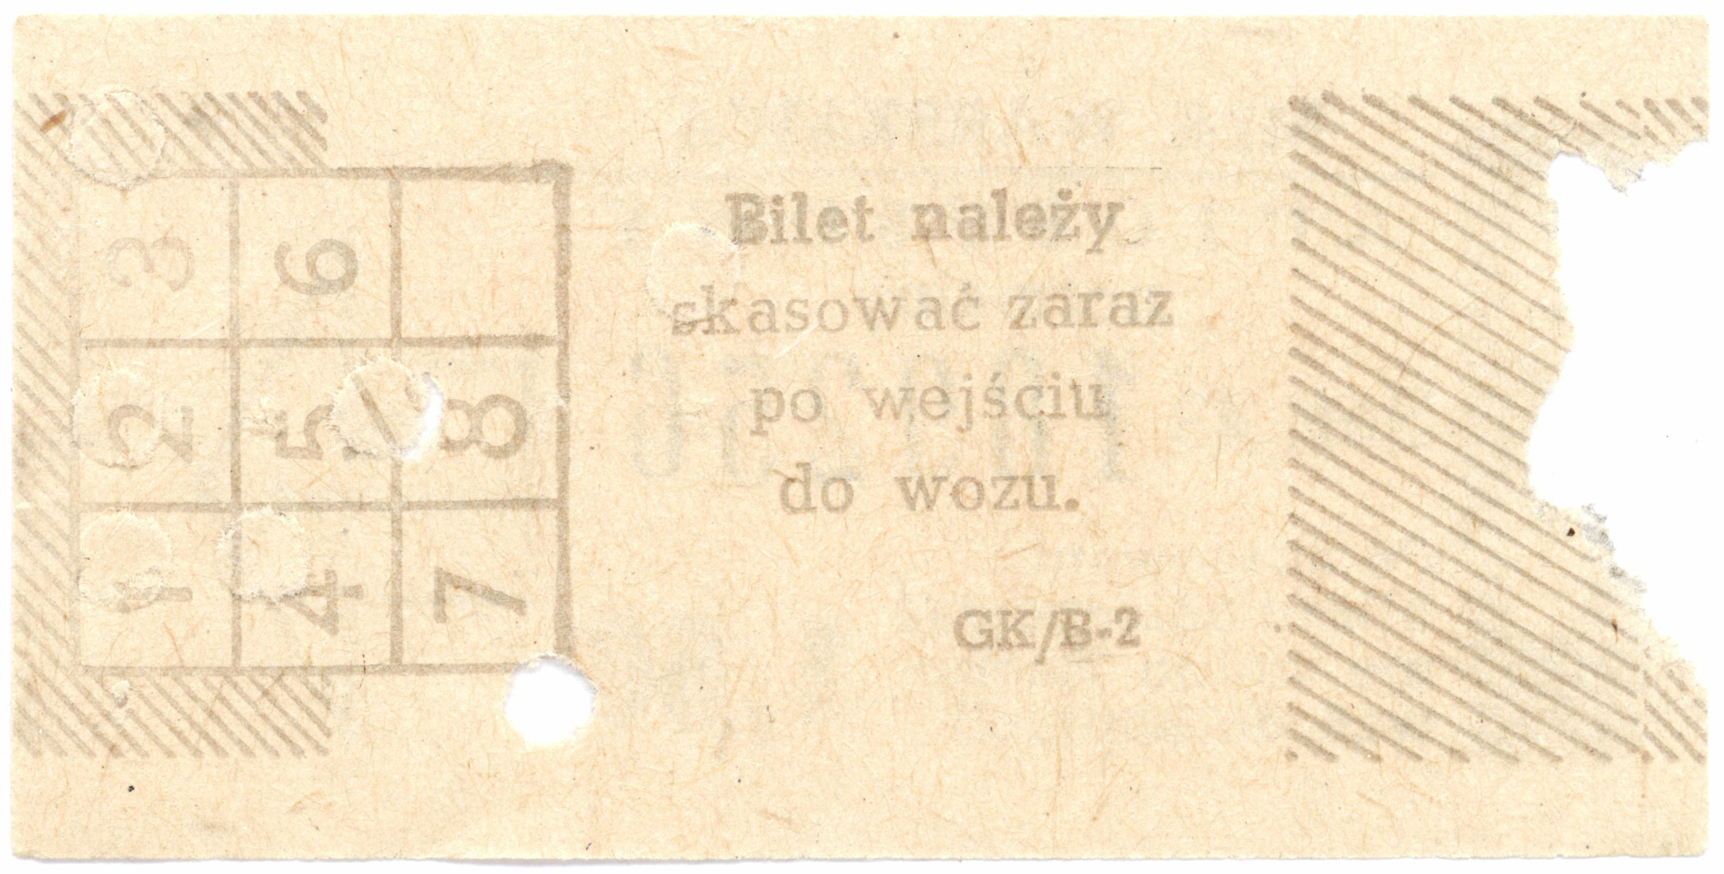 3 6
2 5 8
1 4 7
Bilet należy
skasować zaraz
po wejściu
do wozu.
GK/B-2